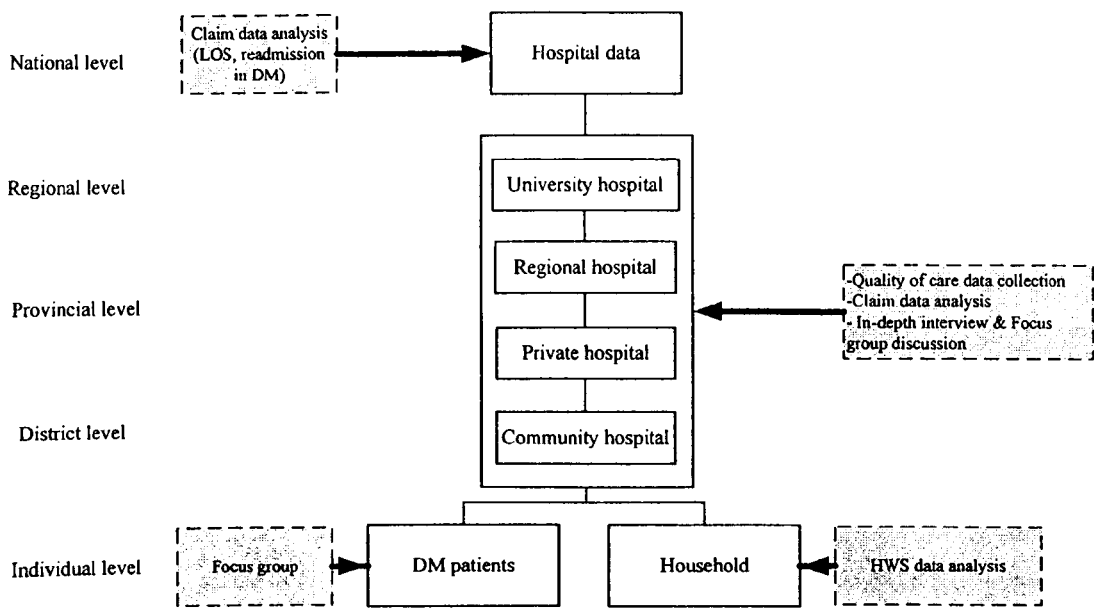 Claim data analysis
(LOS, readmission
in DM)
National level
Hospital data
Regional level
University hospital
Regional hospital
-Quality of care data collection
-Claim data analysis
- In-depth interview & Focus
group discussion
Provincial level
Private hospital
District level
Community hospital
Individual level
Focus group
DM patients
Household
HWS data analysis